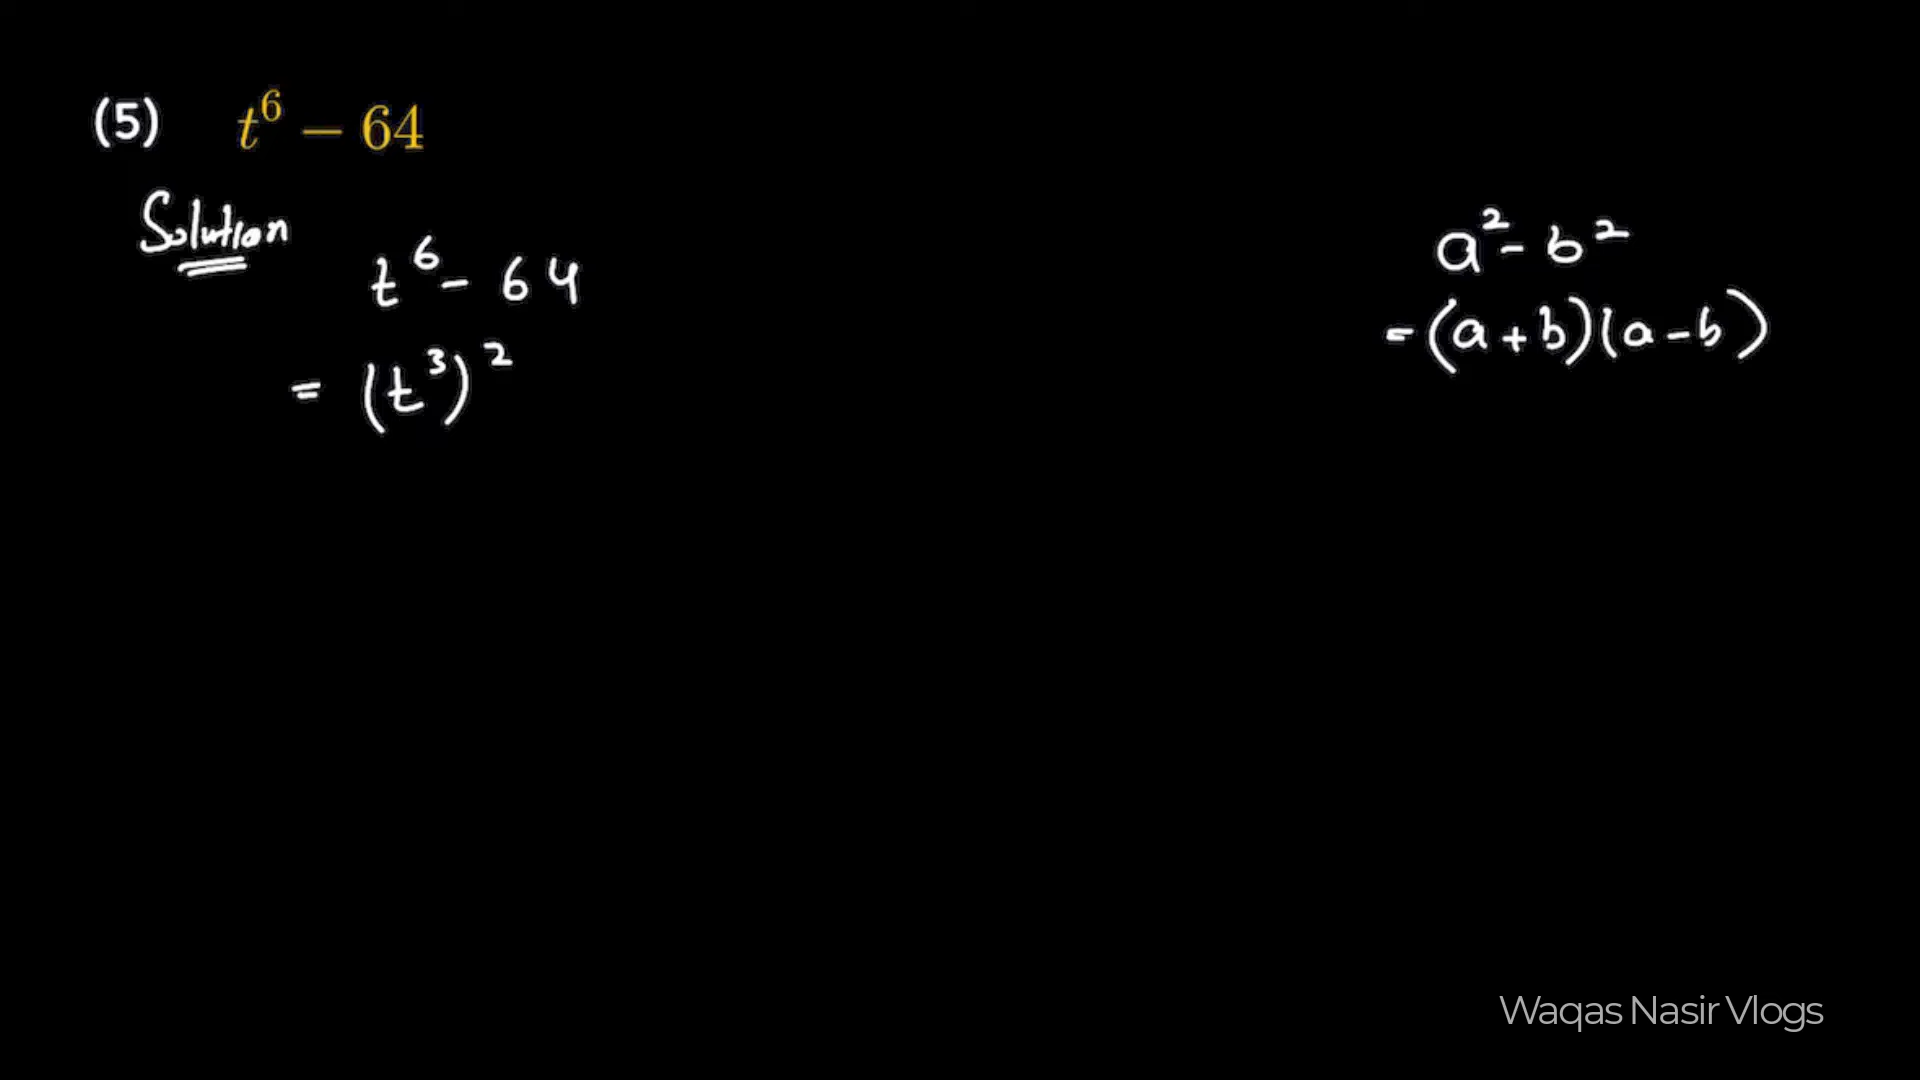 (5) t⁶ − 64
Solution
t⁶ - 64
= (t³)²
a² - b²
= (a + b)(a - b)
Waqas Nasir Vlogs